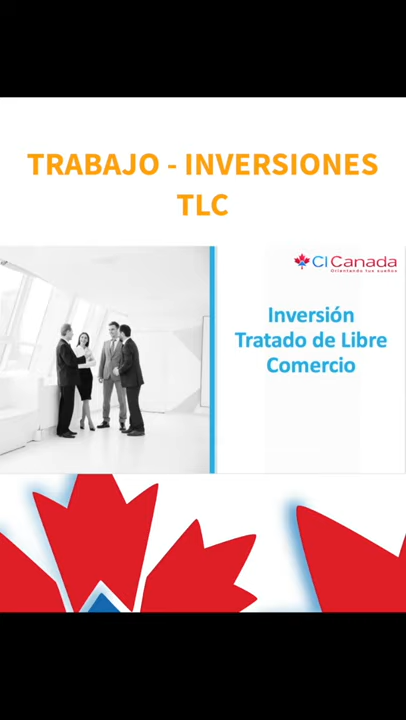 TRABAJO - INVERSIONES
TLC
CI Canada
Orientando tus sueños
Inversión
Tratado de Libre
Comercio